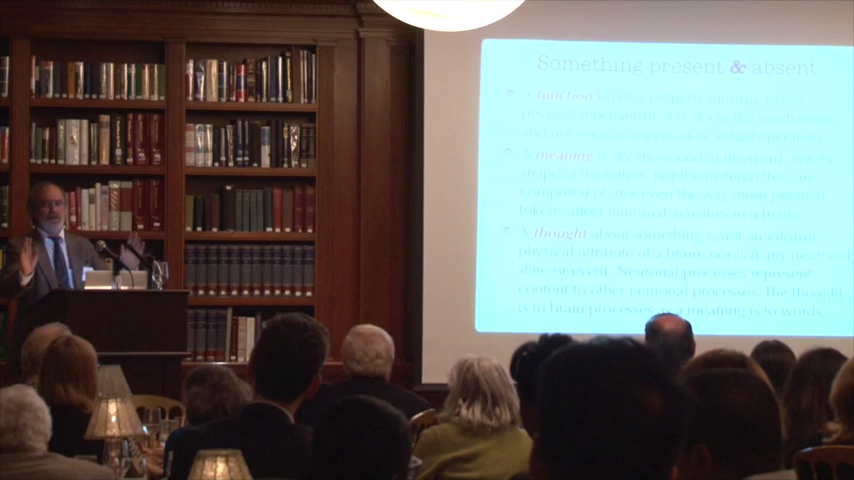 Something present & absent...
A function is not a property intrinsic to any
physical mechanism, it is not in the mechanism
and not even an aspect of its actual operation.
A meaning is not the sound of the word, not the
shape of the letters, not the material they are
composed of, nor even the way these physical
tokens affect neuronal activities in a brain.
A thought about something is not an intrinsic
physical attribute of a brain, nor is it any neuronal
state or event. Neuronal processes represent
content to other neuronal processes. The thought
is to brain processes as a meaning is to words.